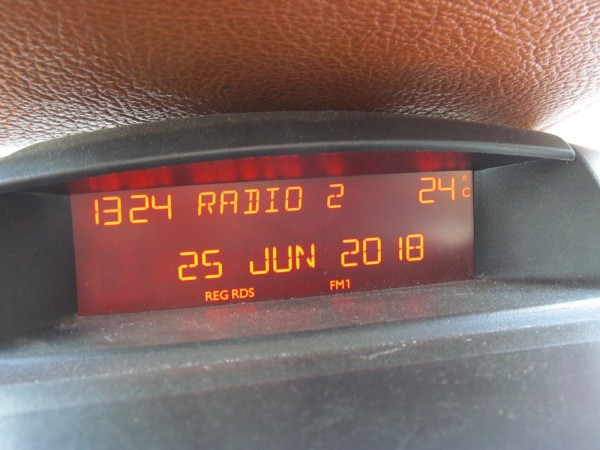 1324 RADIO 2 24°C
25 JUN 2018
REG RDS FM1